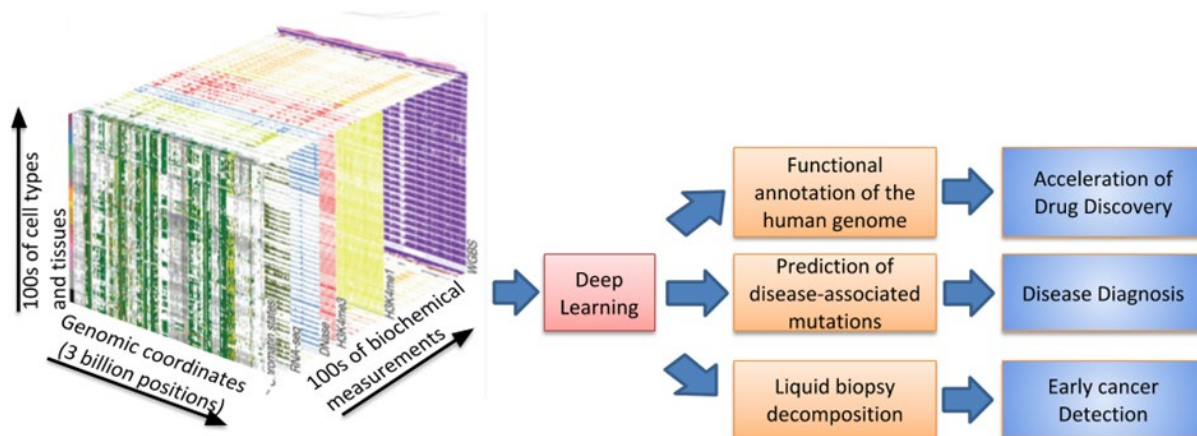 100s of cell types
and tissues
Genomic coordinates
(3 billion positions)
Chromatin states
RNA-seq
DNase
H3K4me3
H3K4me1
WGBS
100s of biochemical
measurements
Deep
Learning
Functional
annotation of the
human genome
Acceleration of
Drug Discovery
Prediction of
disease-associated
mutations
Disease Diagnosis
Liquid biopsy
decomposition
Early cancer
Detection